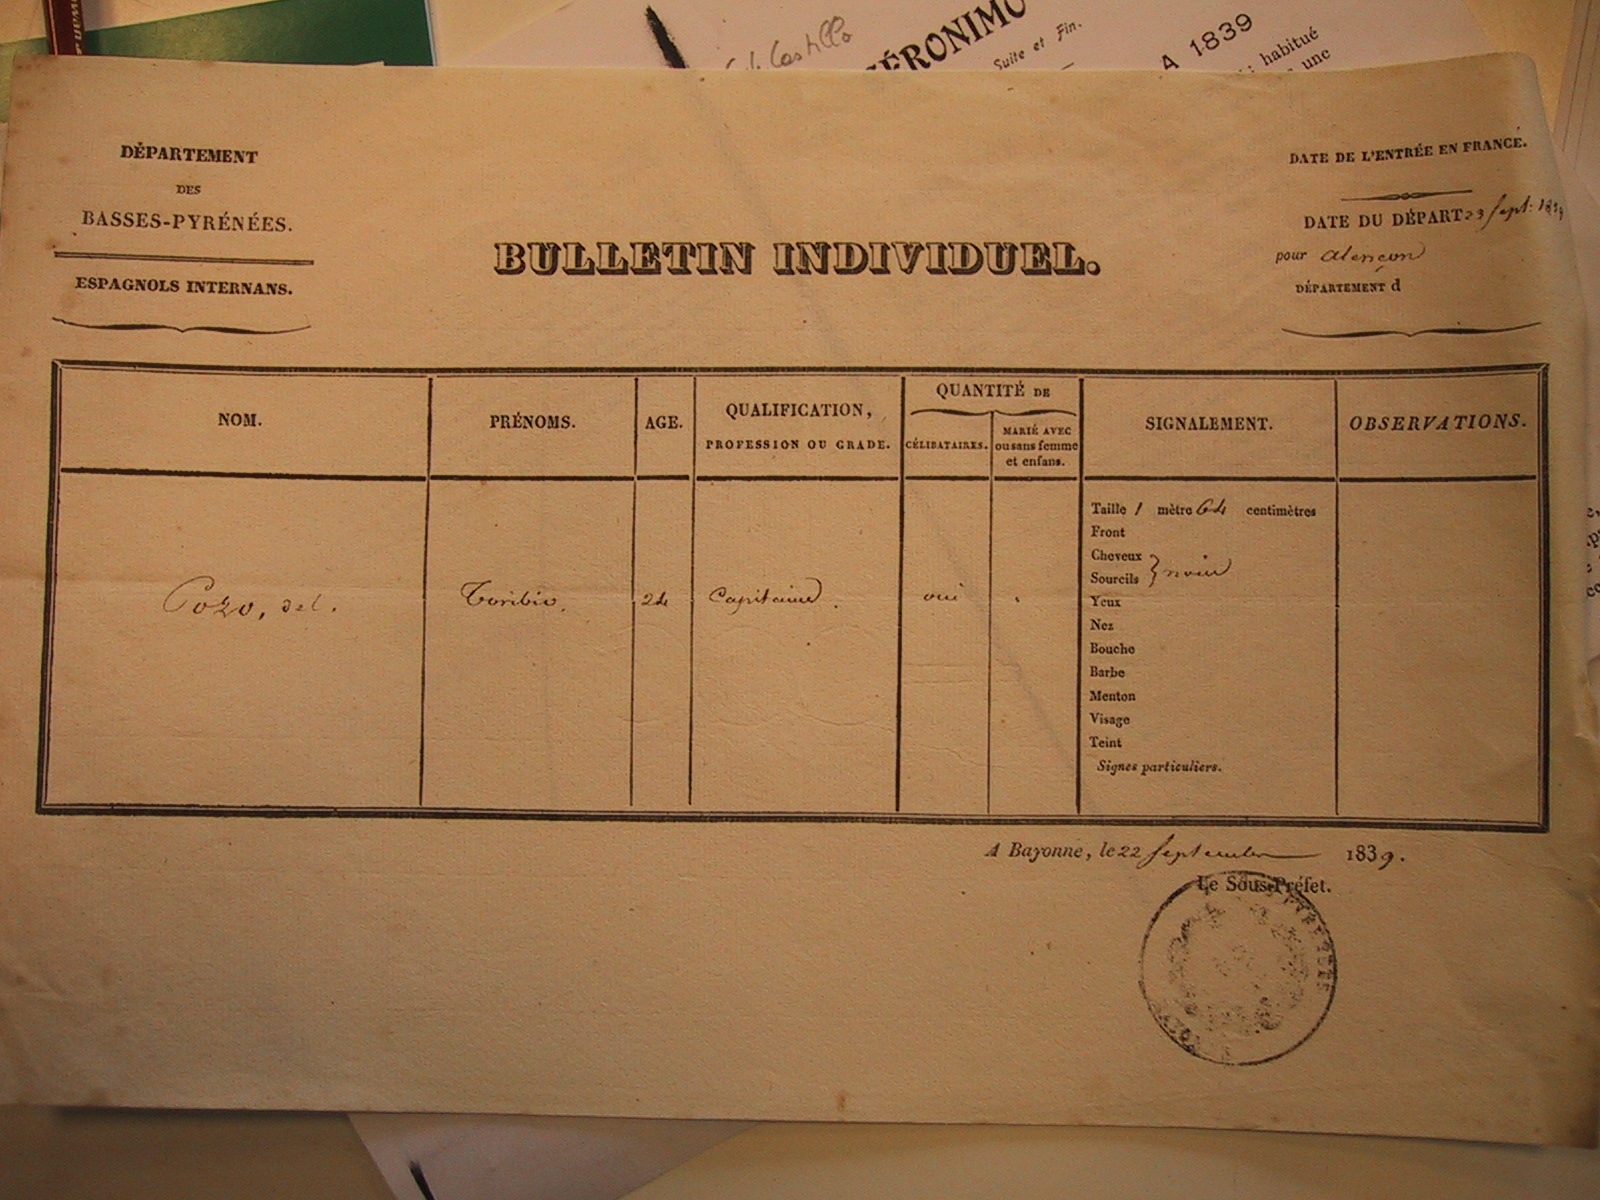 de Castillo
JÉRONIMO
Suite et Fin.
A 1839
habitué
une
DÉPARTEMENT
DES
BASSES-PYRÉNÉES.
ESPAGNOLS INTERNANS.
BULLETIN INDIVIDUEL.
DATE DE L'ENTRÉE EN FRANCE.
DATE DU DÉPART 23 sept: 1839
pour alençon
DÉPARTEMENT d
NOM.
PRÉNOMS.
AGE.
QUALIFICATION,
PROFESSION OU GRADE.
QUANTITÉ DE
CÉLIBATAIRES.
MARIÉ AVEC
ou sans femme
et enfans.
SIGNALEMENT.
OBSERVATIONS.
Pozo, del.
Toribio.
24
Capitaine.
oui
Taille 1 mètre 64 centimètres
Front
Cheveux
Sourcils } noir
Yeux
Nez
Bouche
Barbe
Menton
Visage
Teint
Signes particuliers.
A Bayonne, le 22 septembre 1839.
Le Sous-Préfet.